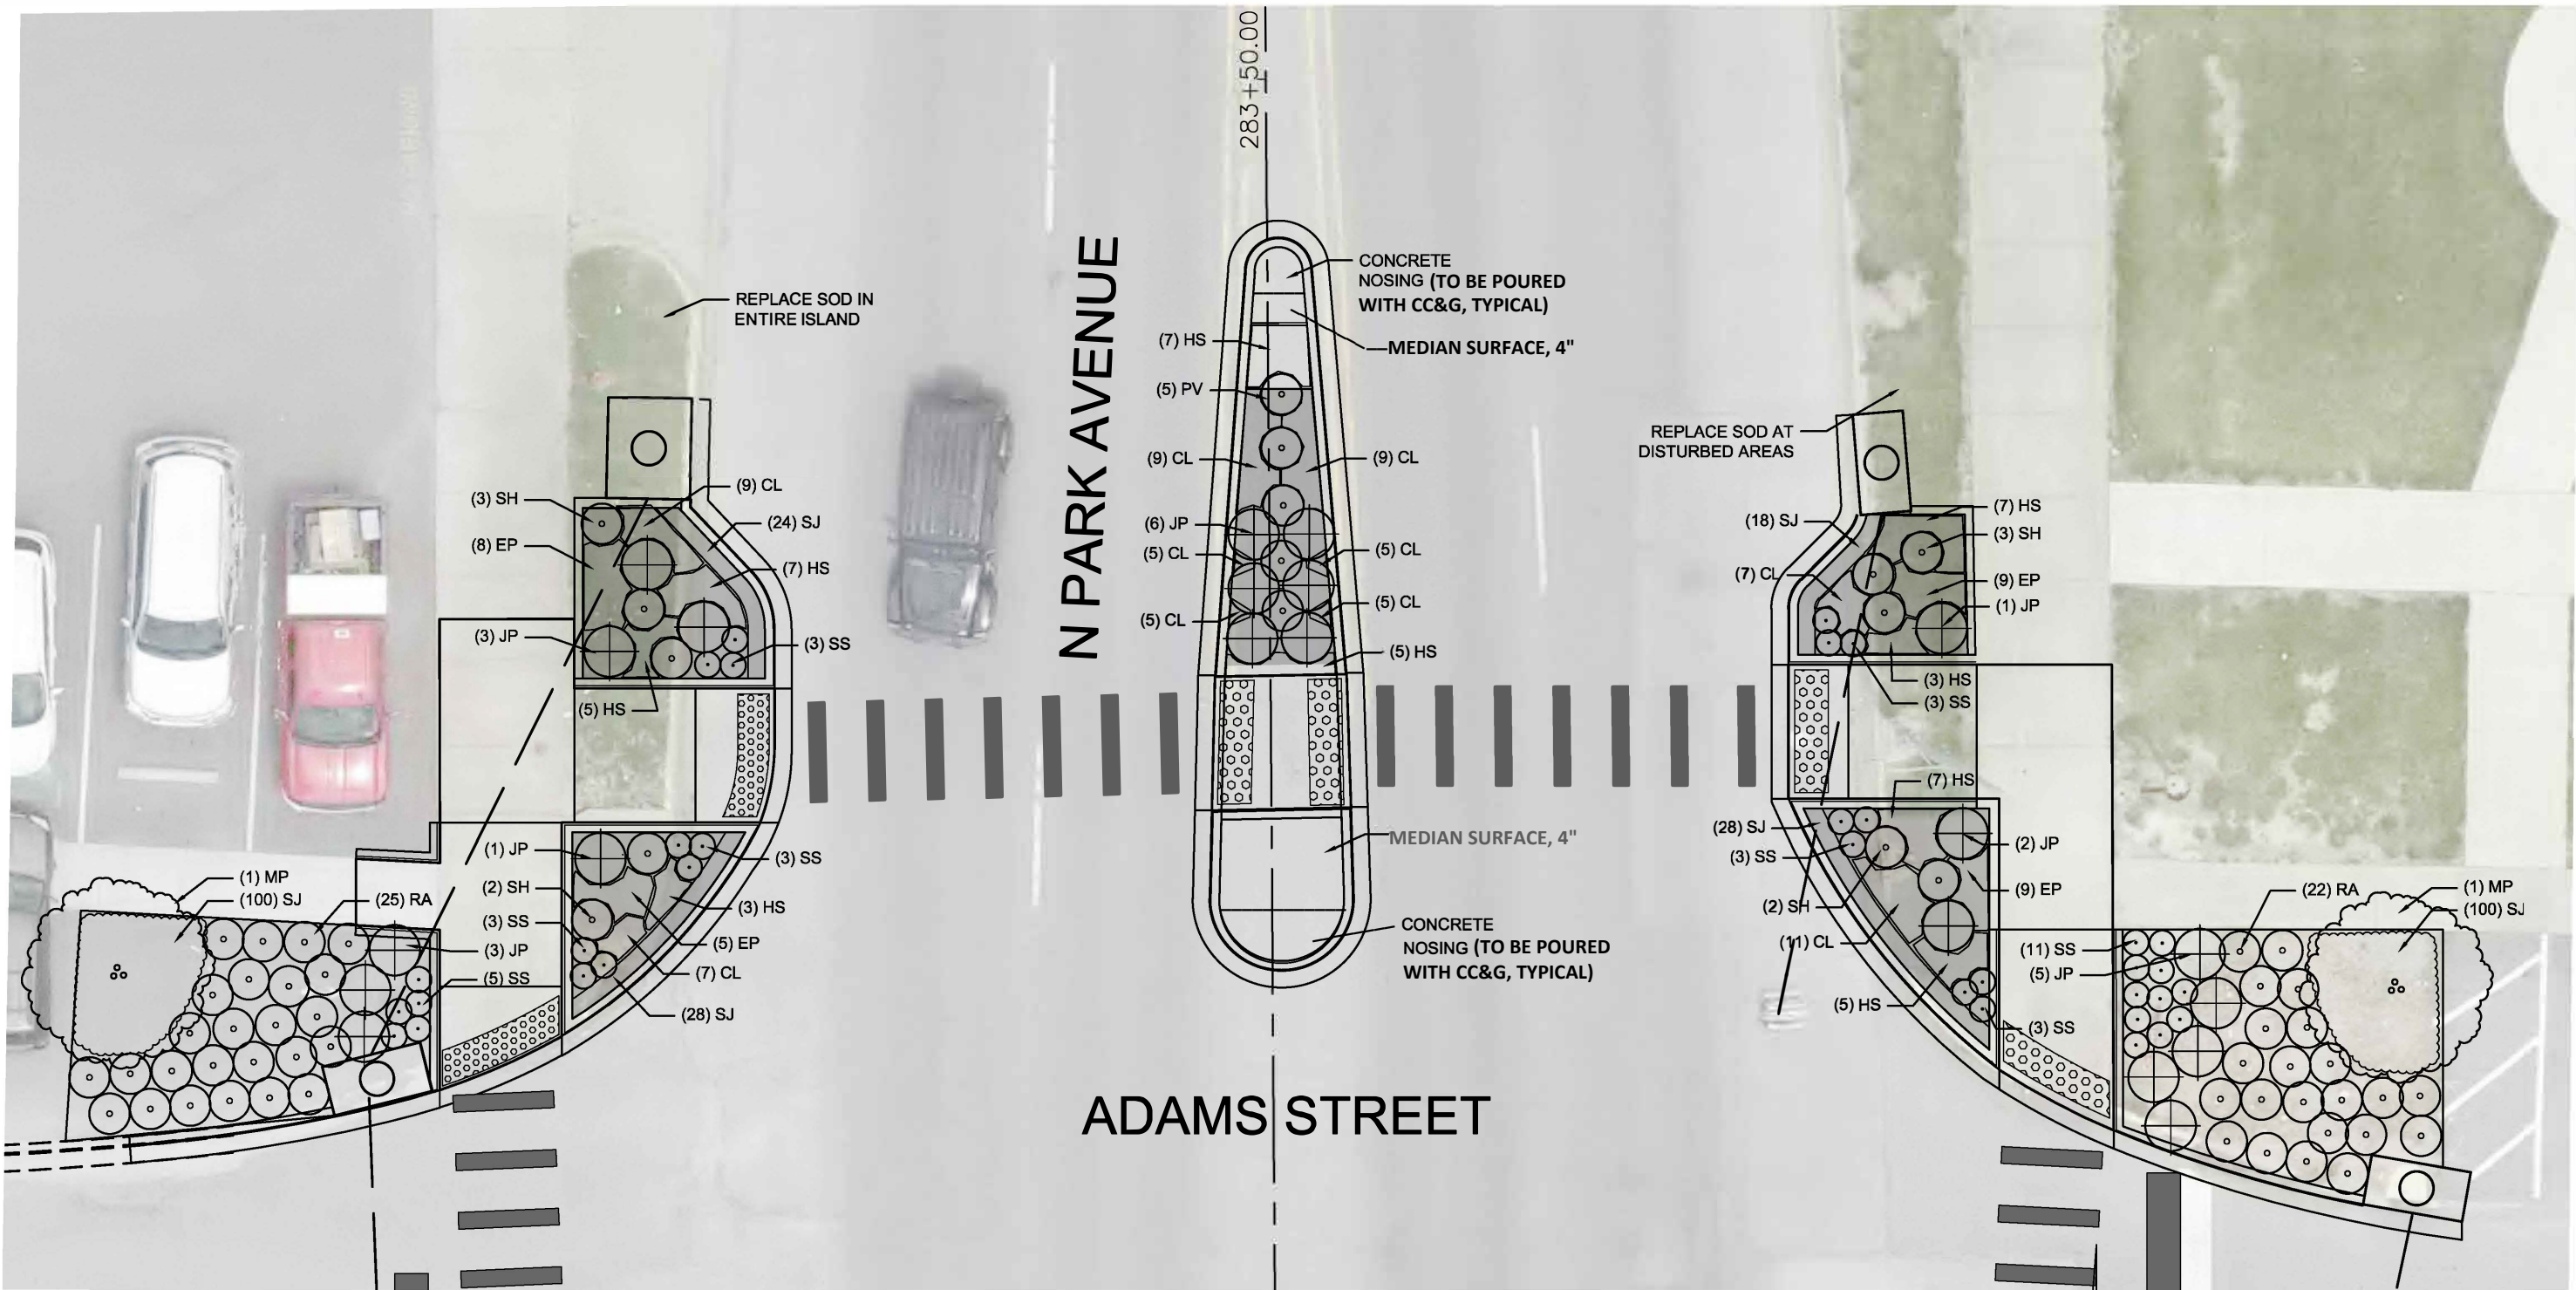 283+50.00
N PARK AVENUE
CONCRETE
NOSING (TO BE POURED
WITH CC&G, TYPICAL)
MEDIAN SURFACE, 4"
REPLACE SOD IN
ENTIRE ISLAND
(7) HS
(5) PV
(9) CL
(9) CL
(6) JP
(5) CL
(5) CL
(5) CL
(5) CL
(5) HS
REPLACE SOD AT
DISTURBED AREAS
(3) SH
(9) CL
(24) SJ
(8) EP
(7) HS
(3) JP
(3) SS
(5) HS
(7) HS
(18) SJ
(3) SH
(7) CL
(9) EP
(1) JP
(3) HS
(3) SS
(1) JP
(3) SS
(2) SH
(3) SS
(3) HS
(5) EP
(7) CL
(28) SJ
(1) MP
(100) SJ
(25) RA
(3) JP
(5) SS
MEDIAN SURFACE, 4"
CONCRETE
NOSING (TO BE POURED
WITH CC&G, TYPICAL)
(7) HS
(28) SJ
(3) SS
(2) JP
(9) EP
(2) SH
(11) CL
(5) HS
(3) SS
(22) RA
(1) MP
(100) SJ
(11) SS
(5) JP
ADAMS STREET